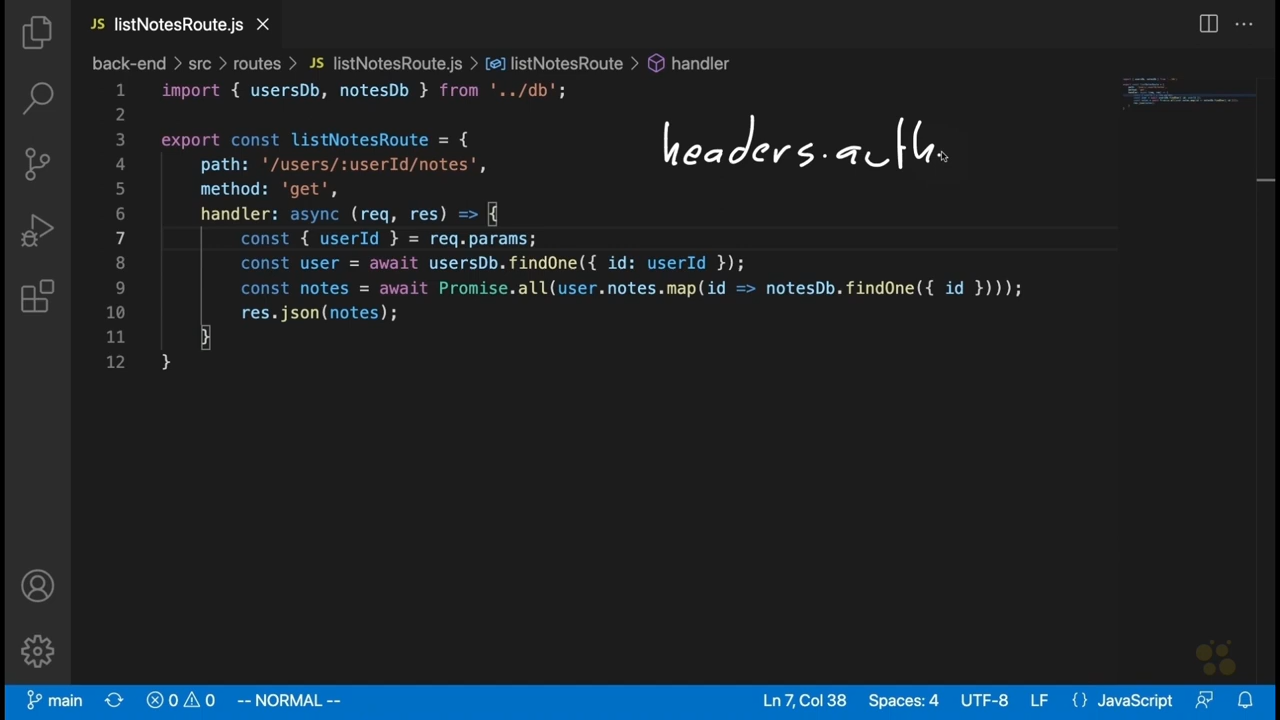 JS listNotesRoute.js
back-end > src > routes > JS listNotesRoute.js > listNotesRoute > handler
1 import { usersDb, notesDb } from '../db';
2
3 export const listNotesRoute = {
headers.auth.
4 path: '/users/:userId/notes',
5 method: 'get',
6 handler: async (req, res) => {
7 const { userId } = req.params;
8 const user = await usersDb.findOne({ id: userId });
9 const notes = await Promise.all(user.notes.map(id => notesDb.findOne({ id })));
10 res.json(notes);
11 }
12 }
main 0 0 -- NORMAL -- Ln 7, Col 38 Spaces: 4 UTF-8 LF {} JavaScript